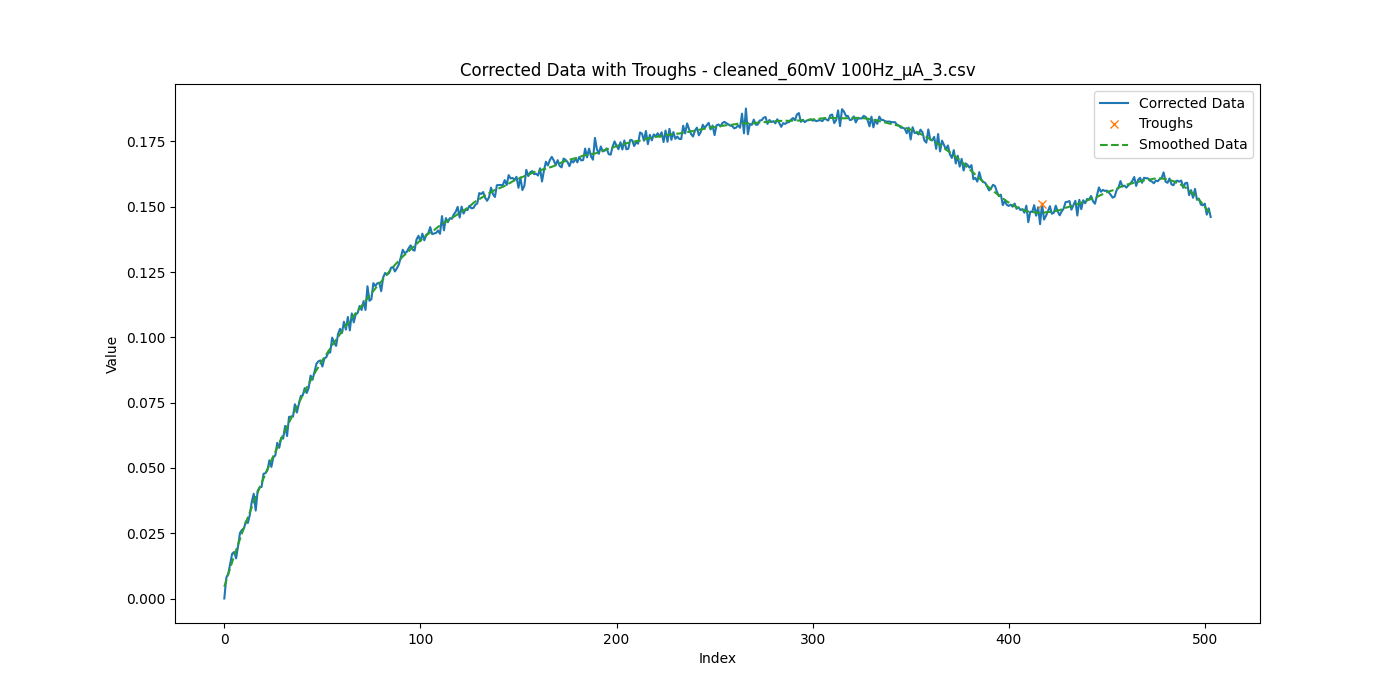 Corrected Data with Troughs - cleaned_60mV 100Hz_μA_3.csv
Corrected Data
Troughs
Smoothed Data
Value
0.175
0.150
0.125
0.100
0.075
0.050
0.025
0.000
0
100
200
300
400
500
Index